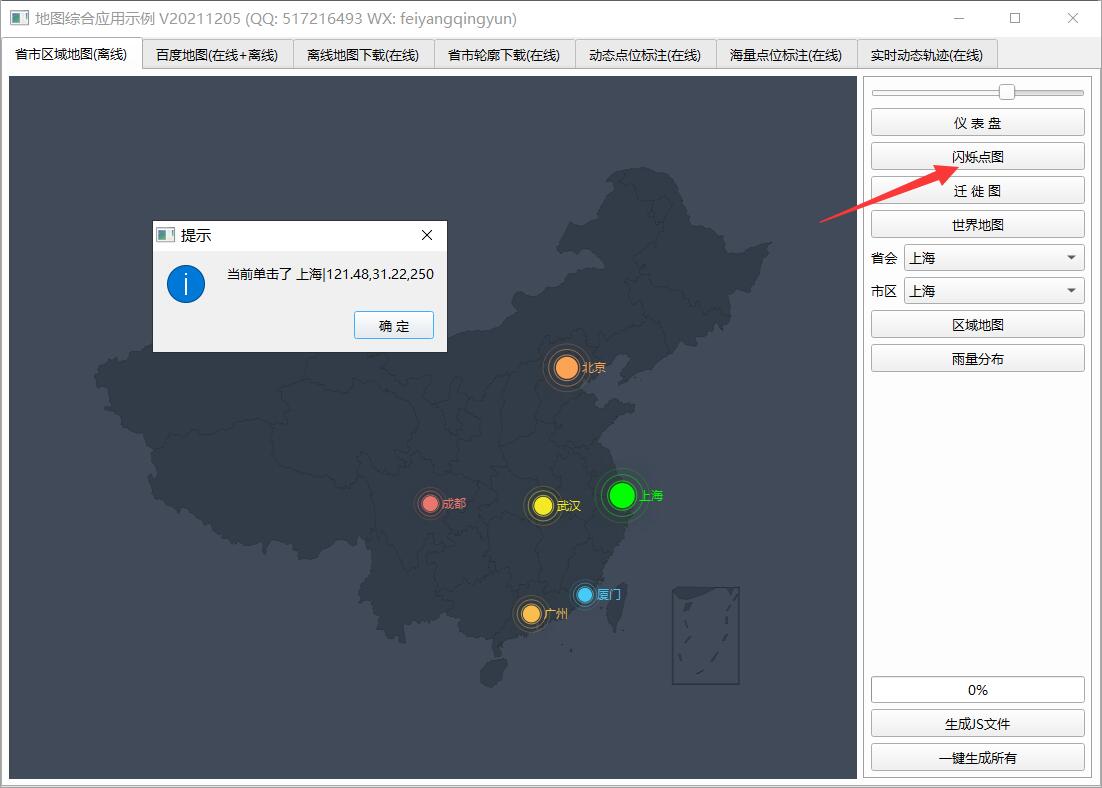 地图综合应用示例 V20211205 (QQ: 517216493 WX: feiyangqingyun)
省市区域地图(离线) 百度地图(在线+离线) 离线地图下载(在线) 省市轮廓下载(在线) 动态点位标注(在线) 海量点位标注(在线) 实时动态轨迹(在线)
仪 表 盘
闪烁点图
迁 徙 图
世界地图
省会 上海
市区 上海
区域地图
雨量分布
提示
当前单击了 上海|121.48,31.22,250
确 定
北京
成都
武汉
上海
厦门
广州
0%
生成JS文件
一键生成所有